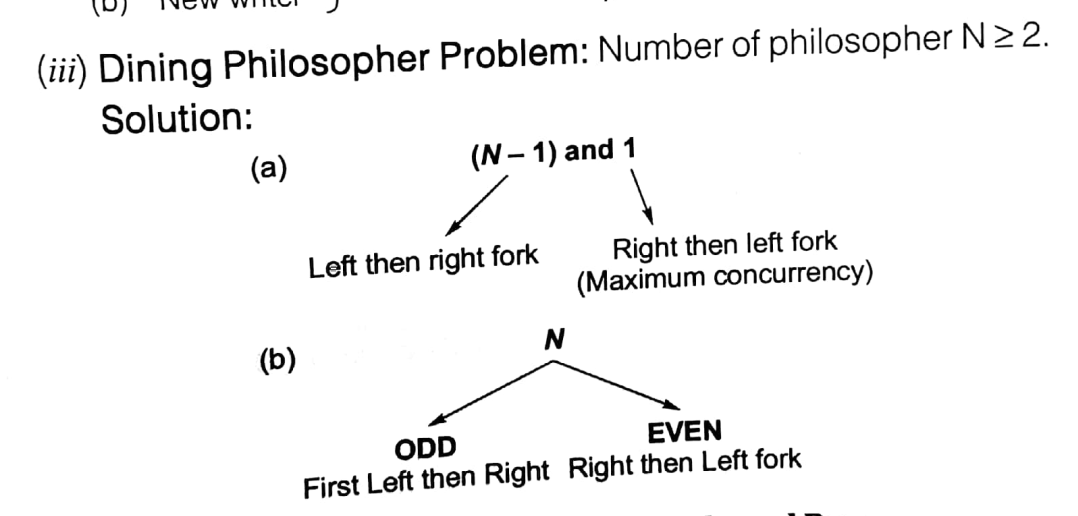 (b) New writer
(iii) Dining Philosopher Problem: Number of philosopher N ≥ 2.
Solution:
(a) (N – 1) and 1
Left then right fork Right then left fork
(Maximum concurrency)
(b) N
ODD EVEN
First Left then Right Right then Left fork